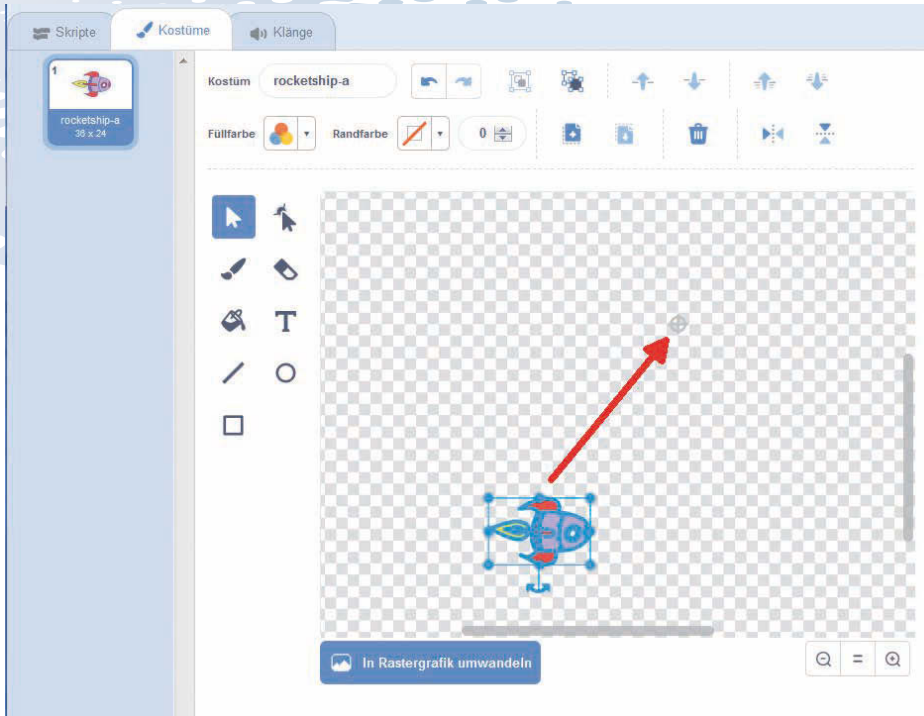 Skripte
Kostüme
Klänge
1
rocketship-a
36 x 24
Kostüm
rocketship-a
Füllfarbe
Randfarbe
0
T
In Rastergrafik umwandeln
=